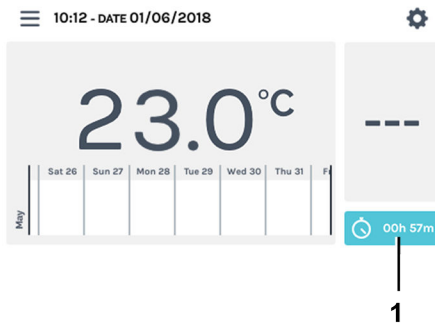 10:12 - DATE 01/06/2018
23.0°C
---
Sat 26 Sun 27 Mon 28 Tue 29 Wed 30 Thu 31
May
00h 57m
1